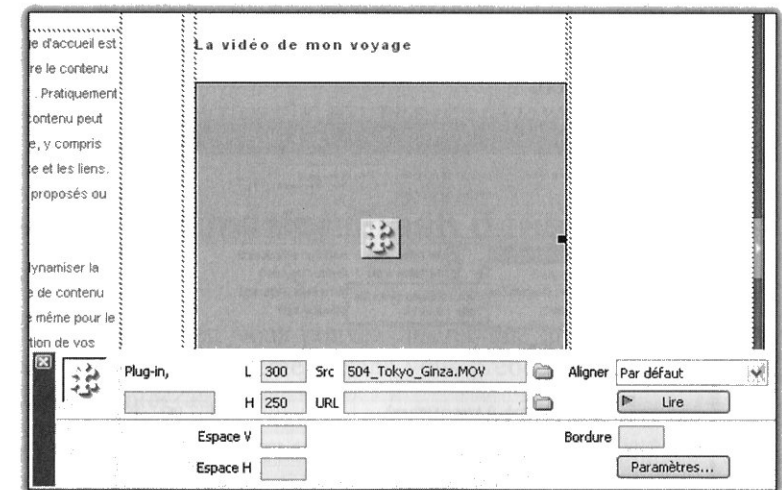 La vidéo de mon voyage
e d'accueil est
re le contenu
. Pratiquement
contenu peut
e, y compris
te et les liens.
proposés ou
dynamiser la
e de contenu
même pour le
tion de vos
Plug-in, L 300 Src 504_Tokyo_Ginza.MOV Aligner Par défaut
H 250 URL Lire
Espace V Bordure
Espace H Paramètres...